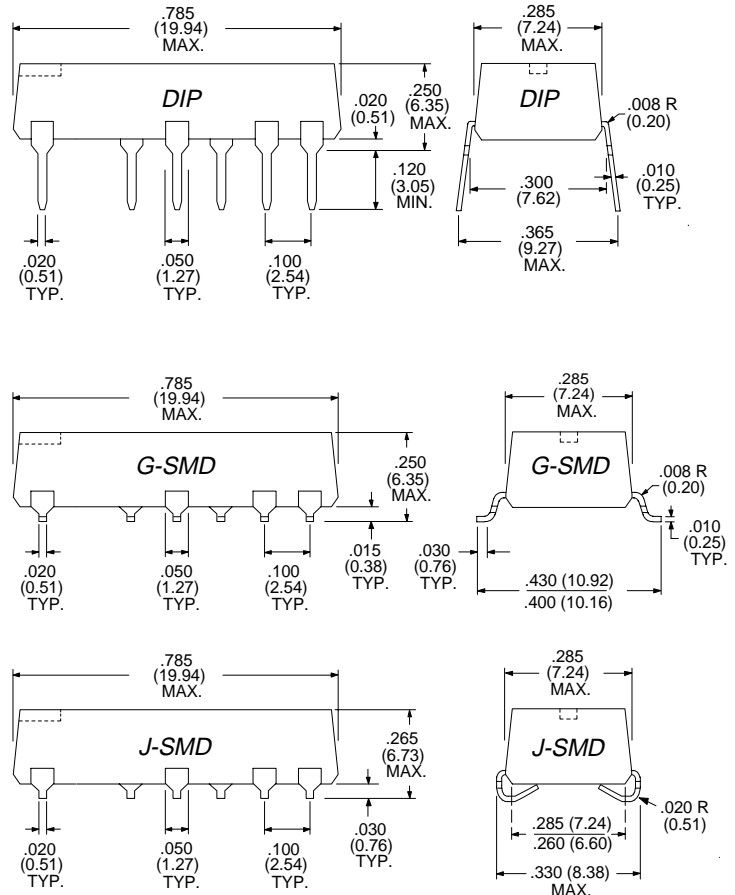 .785
(19.94)
MAX.
DIP
.020
(0.51)
.250
(6.35)
MAX.
.120
(3.05)
MIN.
.020
(0.51)
TYP.
.050
(1.27)
TYP.
.100
(2.54)
TYP.
.285
(7.24)
MAX.
DIP
.008 R
(0.20)
.010
(0.25)
TYP.
.300
(7.62)
.365
(9.27)
MAX.
.785
(19.94)
MAX.
G-SMD
.250
(6.35)
MAX.
.015
(0.38)
TYP.
.020
(0.51)
TYP.
.050
(1.27)
TYP.
.100
(2.54)
TYP.
.285
(7.24)
MAX.
G-SMD
.008 R
(0.20)
.010
(0.25)
TYP.
.030
(0.76)
TYP.
.430 (10.92)
.400 (10.16)
.785
(19.94)
MAX.
J-SMD
.265
(6.73)
MAX.
.030
(0.76)
TYP.
.020
(0.51)
TYP.
.050
(1.27)
TYP.
.100
(2.54)
TYP.
.285
(7.24)
MAX.
J-SMD
.020 R
(0.51)
.285 (7.24)
.260 (6.60)
.330 (8.38)
MAX.